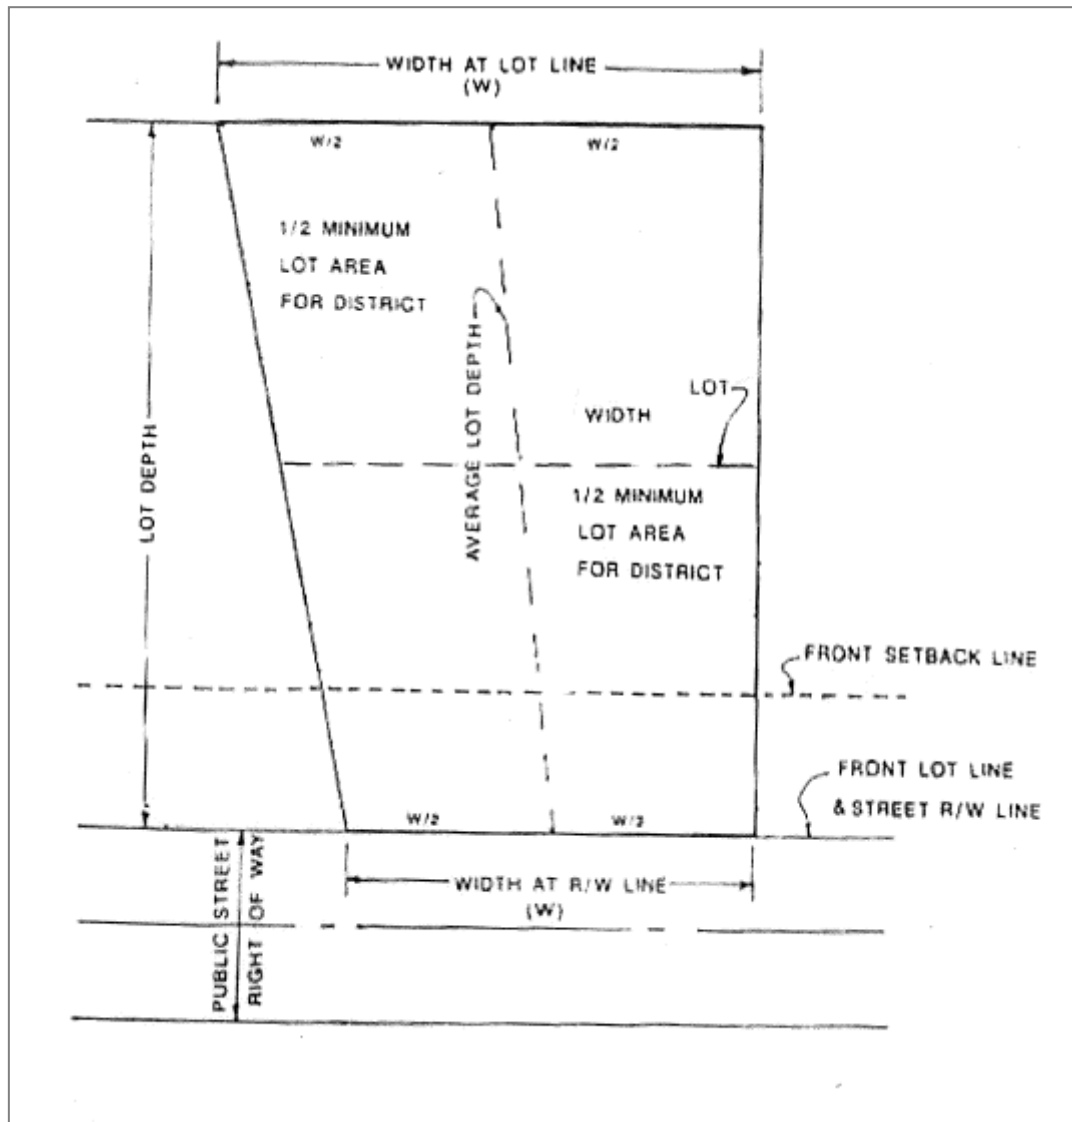 WIDTH AT LOT LINE
(W)
W/2
W/2
1/2 MINIMUM
LOT AREA
FOR DISTRICT
AVERAGE LOT DEPTH
LOT
WIDTH
LOT DEPTH
1/2 MINIMUM
LOT AREA
FOR DISTRICT
FRONT SETBACK LINE
FRONT LOT LINE
& STREET R/W LINE
W/2
W/2
WIDTH AT R/W LINE
(W)
PUBLIC STREET
RIGHT OF WAY